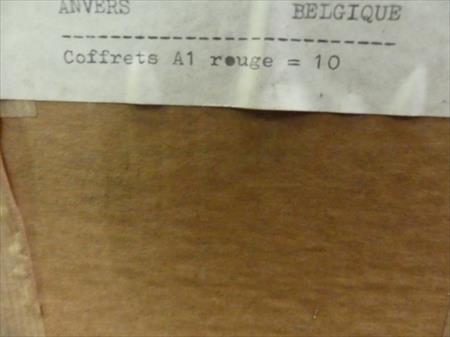 ANVERS BELGIQUE
--------------------------------
Coffrets A1 rouge = 10